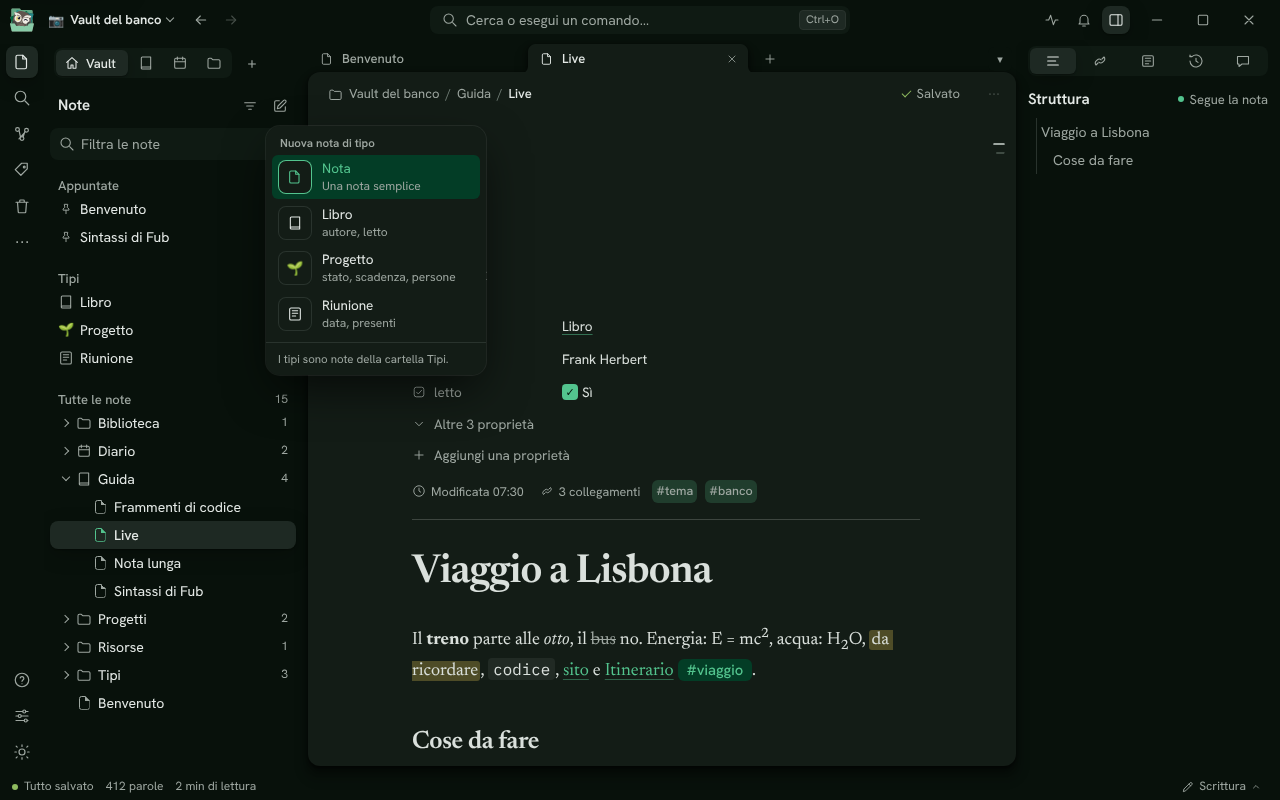 Vault del banco
Cerca o esegui un comando...
Ctrl+O
Vault
Benvenuto
Live
Note
Vault del banco / Guida / Live
Salvato
Struttura
Segue la nota
Filtra le note
Viaggio a Lisbona
Cose da fare
Nuova nota di tipo
Nota
Una nota semplice
Libro
autore, letto
Progetto
stato, scadenza, persone
Riunione
data, presenti
I tipi sono note della cartella Tipi.
Appuntate
Benvenuto
Sintassi di Fub
Tipi
Libro
Progetto
Riunione
Tutte le note 15
Biblioteca 1
Diario 2
Guida 4
Frammenti di codice
Live
Nota lunga
Sintassi di Fub
Progetti 2
Risorse 1
Tipi 3
Benvenuto
Libro
Frank Herbert
letto Sì
Altre 3 proprietà
Aggiungi una proprietà
Modificata 07:30 3 collegamenti #tema #banco
Viaggio a Lisbona
Il treno parte alle otto, il bus no. Energia: E = mc2, acqua: H2O, da
ricordare, codice, sito e Itinerario #viaggio.
Cose da fare
Tutto salvato 412 parole 2 min di lettura
Scrittura